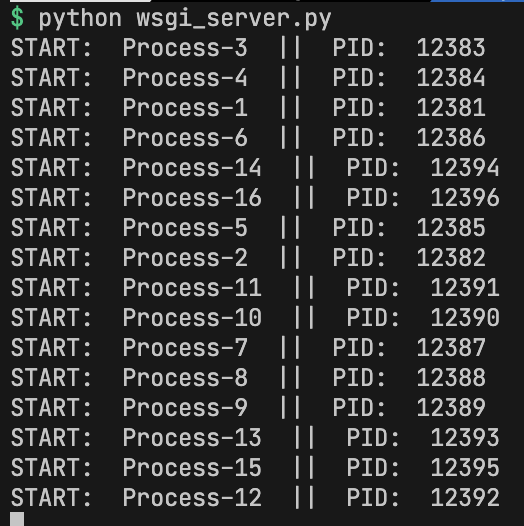 $ python wsgi_server.py
START:  Process-3  ||  PID:  12383
START:  Process-4  ||  PID:  12384
START:  Process-1  ||  PID:  12381
START:  Process-6  ||  PID:  12386
START:  Process-14  ||  PID:  12394
START:  Process-16  ||  PID:  12396
START:  Process-5  ||  PID:  12385
START:  Process-2  ||  PID:  12382
START:  Process-11  ||  PID:  12391
START:  Process-10  ||  PID:  12390
START:  Process-7  ||  PID:  12387
START:  Process-8  ||  PID:  12388
START:  Process-9  ||  PID:  12389
START:  Process-13  ||  PID:  12393
START:  Process-15  ||  PID:  12395
START:  Process-12  ||  PID:  12392